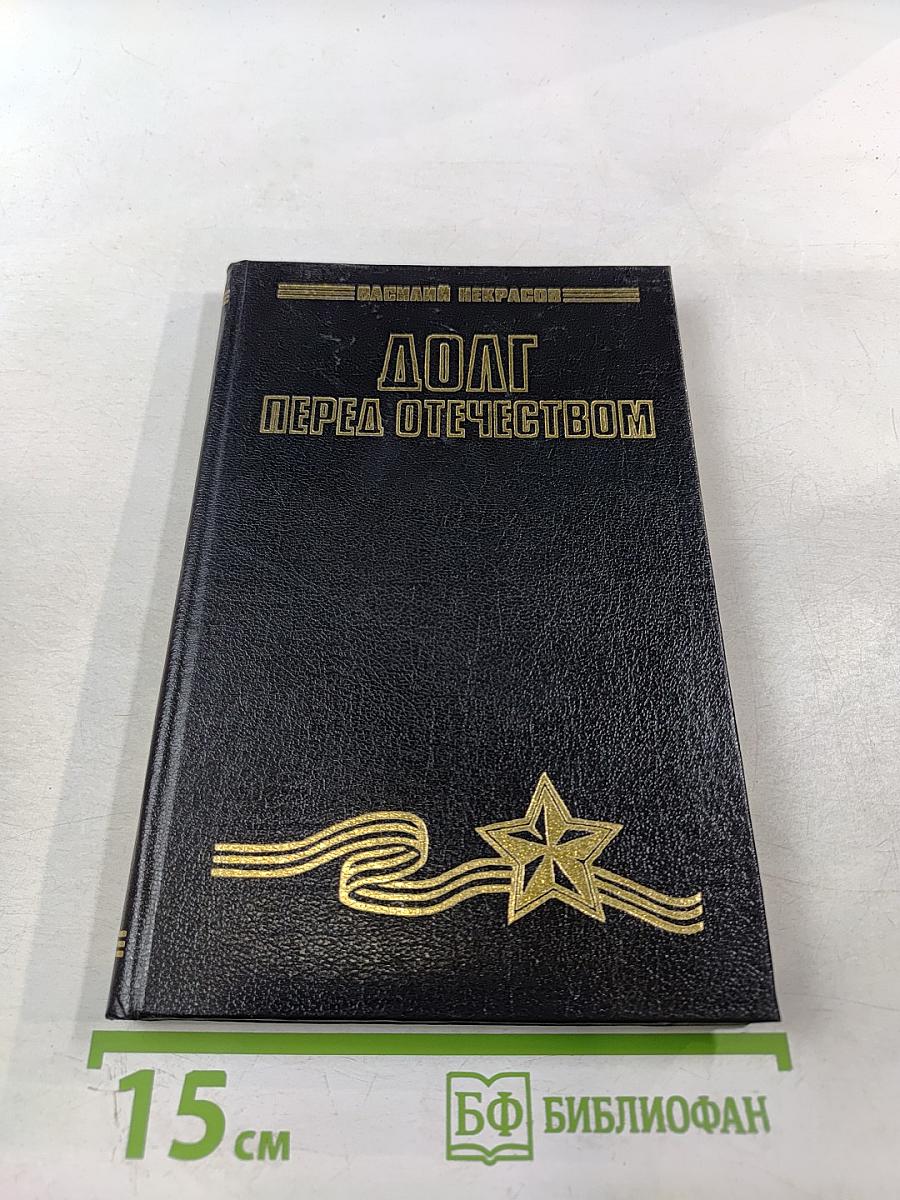 ВАСИЛИЙ НЕКРАСОВ
ДОЛГ
ПЕРЕД ОТЕЧЕСТВОМ
15 см
БФ БИБЛИОФАН